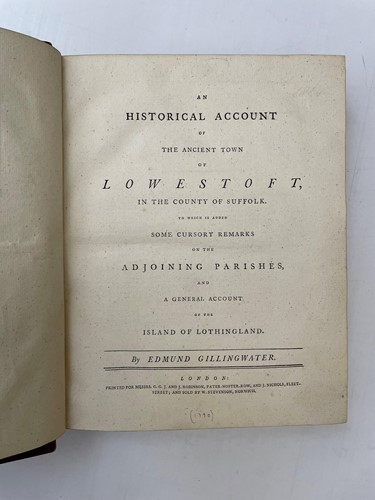 AN
HISTORICAL ACCOUNT
OF
THE ANCIENT TOWN
OF
LOWESTOFT,
IN THE COUNTY OF SUFFOLK.
TO WHICH IS ADDED
SOME CURSORY REMARKS
ON THE
ADJOINING PARISHES,
AND
A GENERAL ACCOUNT
OF THE
ISLAND OF LOTHINGLAND.
By EDMUND GILLINGWATER.
LONDON:
PRINTED FOR MESSRS. G. G. J. AND J. ROBINSON, PATER-NOSTER-ROW, AND J. NICHOLS, FLEET-
STREET; AND SOLD BY W. STEVENSON, NORWICH.
[1790]